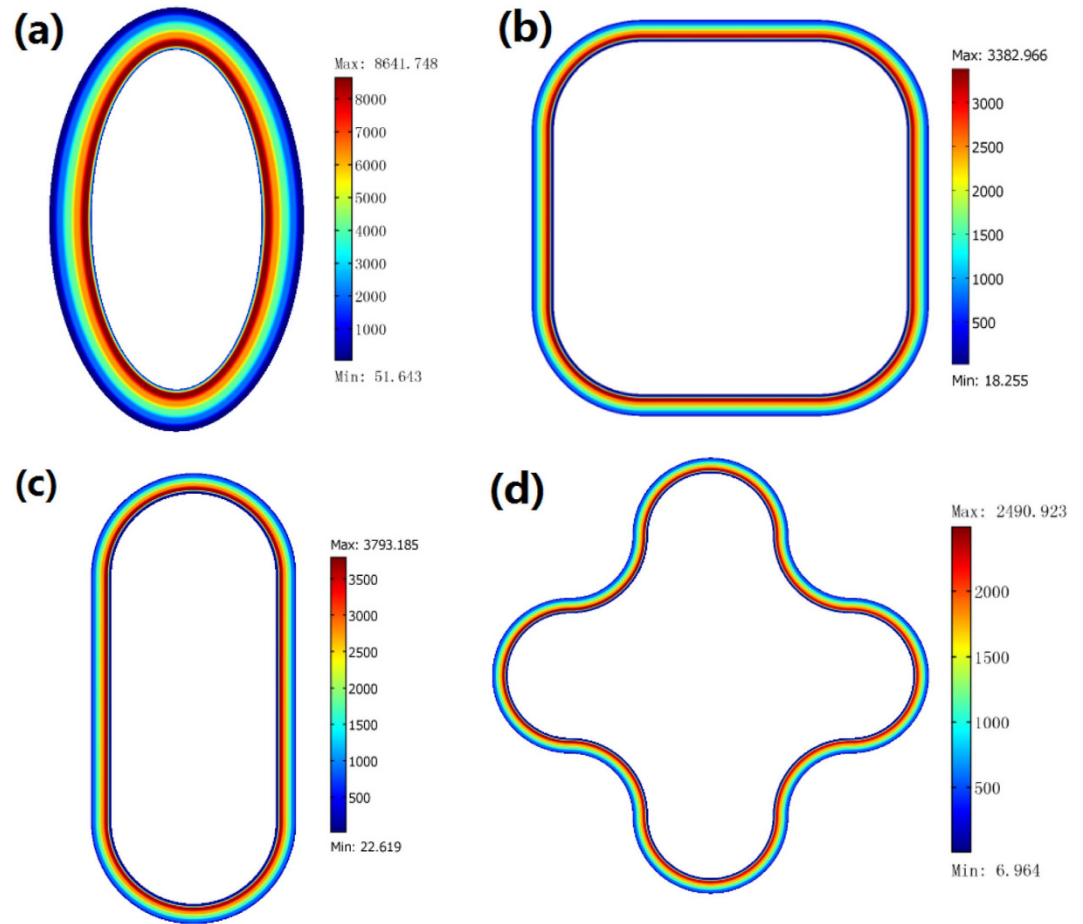 (a)
Max: 8641.748
8000
7000
6000
5000
4000
3000
2000
1000
Min: 51.643
(b)
Max: 3382.966
3000
2500
2000
1500
1000
500
Min: 18.255
(c)
Max: 3793.185
3500
3000
2500
2000
1500
1000
500
Min: 22.619
(d)
Max: 2490.923
2000
1500
1000
500
Min: 6.964